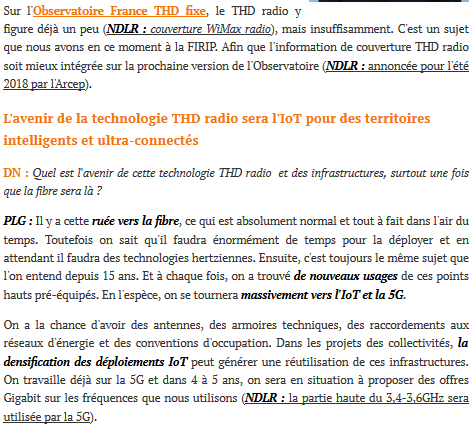 Sur l'Observatoire France THD fixe, le THD radio y
figure déjà un peu (NDLR : couverture WiMax radio), mais insuffisamment. C'est un sujet
que nous avons en ce moment à la FIRIP. Afin que l'information de couverture THD radio
soit mieux intégrée sur la prochaine version de l'Observatoire (NDLR : annoncée pour l'été
2018 par l'Arcep).
L'avenir de la technologie THD radio sera l'IoT pour des territoires
intelligents et ultra-connectés
DN : Quel est l'avenir de cette technologie THD radio et des infrastructures, surtout une fois
que la fibre sera là ?
PLG : Il y a cette ruée vers la fibre, ce qui est absolument normal et tout à fait dans l'air du
temps. Toutefois on sait qu'il faudra énormément de temps pour la déployer et en
attendant il faudra des technologies hertziennes. Ensuite, c'est toujours le même sujet que
l'on entend depuis 15 ans. Et à chaque fois, on a trouvé de nouveaux usages de ces points
hauts pré-équipés. En l'espèce, on se tournera massivement vers l'IoT et la 5G.
On a la chance d'avoir des antennes, des armoires techniques, des raccordements aux
réseaux d'énergie et des conventions d'occupation. Dans les projets des collectivités, la
densification des déploiements IoT peut générer une réutilisation de ces infrastructures.
On travaille déjà sur la 5G et dans 4 à 5 ans, on sera en situation à proposer des offres
Gigabit sur les fréquences que nous utilisons (NDLR : la partie haute du 3,4-3,6GHz sera
utilisée par la 5G).